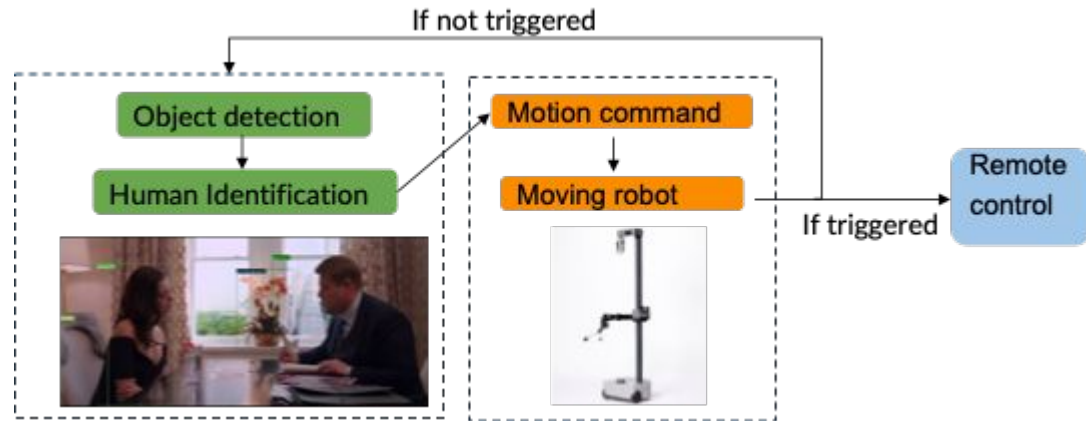 If not triggered
Object detection
Motion command
Human Identification
Moving robot
Remote
control
If triggered